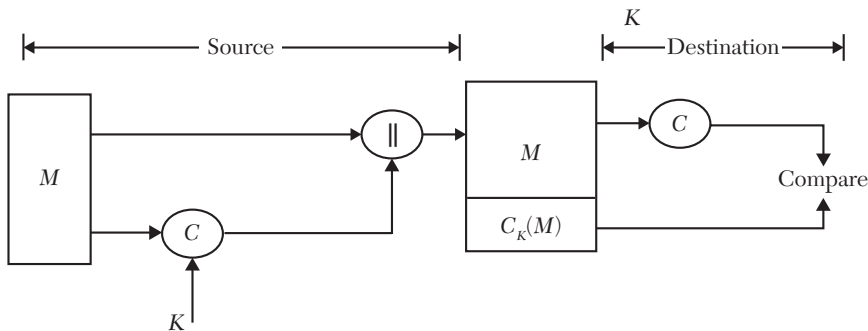 K
Source
Destination
M
||
M
C
Compare
C
C_K(M)
K